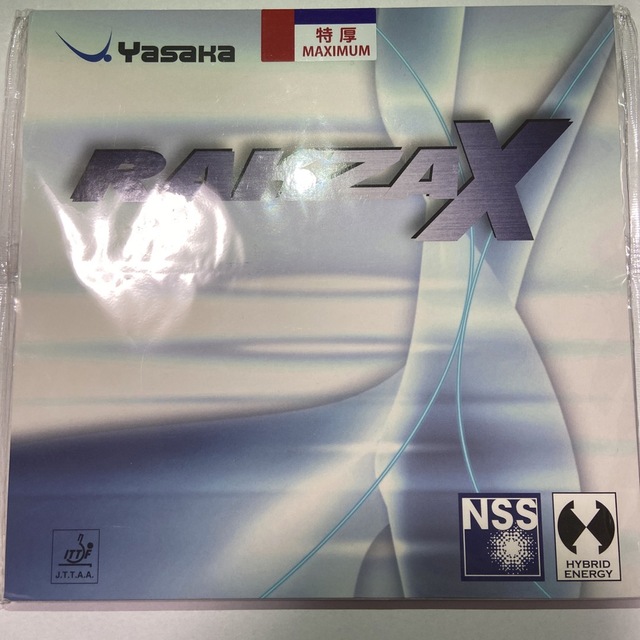 Yasaka
特厚
MAXIMUM
RAKZA X
ITTF
J.T.T.A.A.
NSS
HYBRID
ENERGY